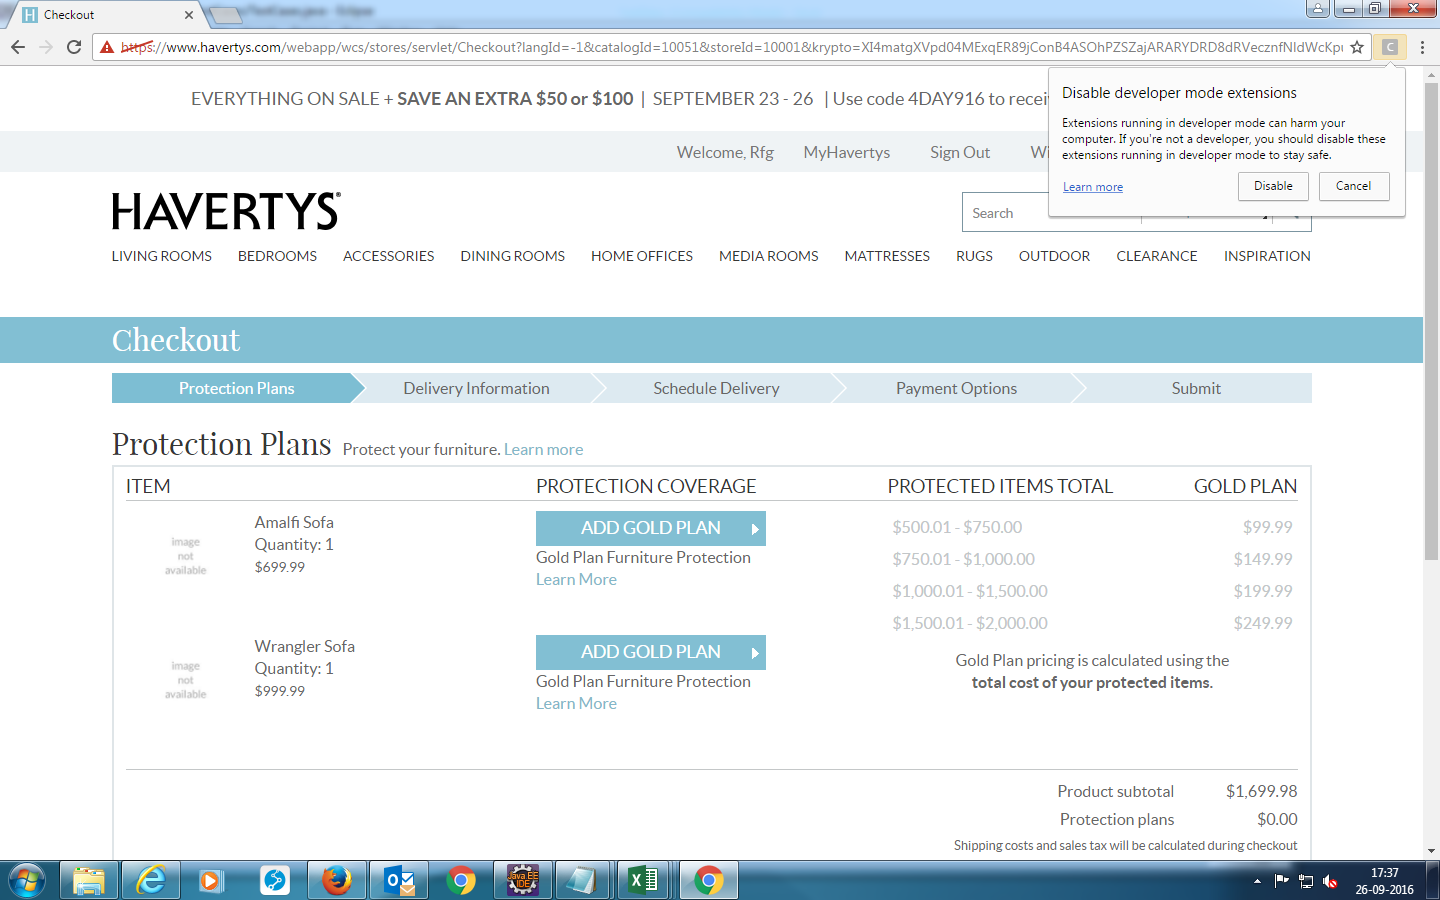 Checkout
https://www.havertys.com/webapp/wcs/stores/servlet/Checkout?langId=-1&catalogId=10051&storeId=10001&krypto=XI4matgXVpd04MExqER89jConB4ASOhPZSZajARARYDRD8dRVecznfNldWcKp
C
EVERYTHING ON SALE + SAVE AN EXTRA $50 or $100 | SEPTEMBER 23 - 26 | Use code 4DAY916 to recei
Disable developer mode extensions
Extensions running in developer mode can harm your
computer. If you're not a developer, you should disable these
extensions running in developer mode to stay safe.
Learn more
Disable
Cancel
Welcome, Rfg
MyHavertys
Sign Out
Wi
HAVERTYS
Search
LIVING ROOMS BEDROOMS ACCESSORIES DINING ROOMS HOME OFFICES MEDIA ROOMS MATTRESSES RUGS OUTDOOR CLEARANCE INSPIRATION
Checkout
Protection Plans Delivery Information Schedule Delivery Payment Options Submit
Protection Plans Protect your furniture. Learn more
ITEM PROTECTION COVERAGE PROTECTED ITEMS TOTAL GOLD PLAN
image
not
available
Amalfi Sofa
Quantity: 1
$699.99
ADD GOLD PLAN
Gold Plan Furniture Protection
Learn More
image
not
available
Wrangler Sofa
Quantity: 1
$999.99
ADD GOLD PLAN
Gold Plan Furniture Protection
Learn More
$500.01 - $750.00 $99.99
$750.01 - $1,000.00 $149.99
$1,000.01 - $1,500.00 $199.99
$1,500.01 - $2,000.00 $249.99
Gold Plan pricing is calculated using the
total cost of your protected items.
Product subtotal $1,699.98
Protection plans $0.00
Shipping costs and sales tax will be calculated during checkout
Java EE
IDE
17:37
26-09-2016